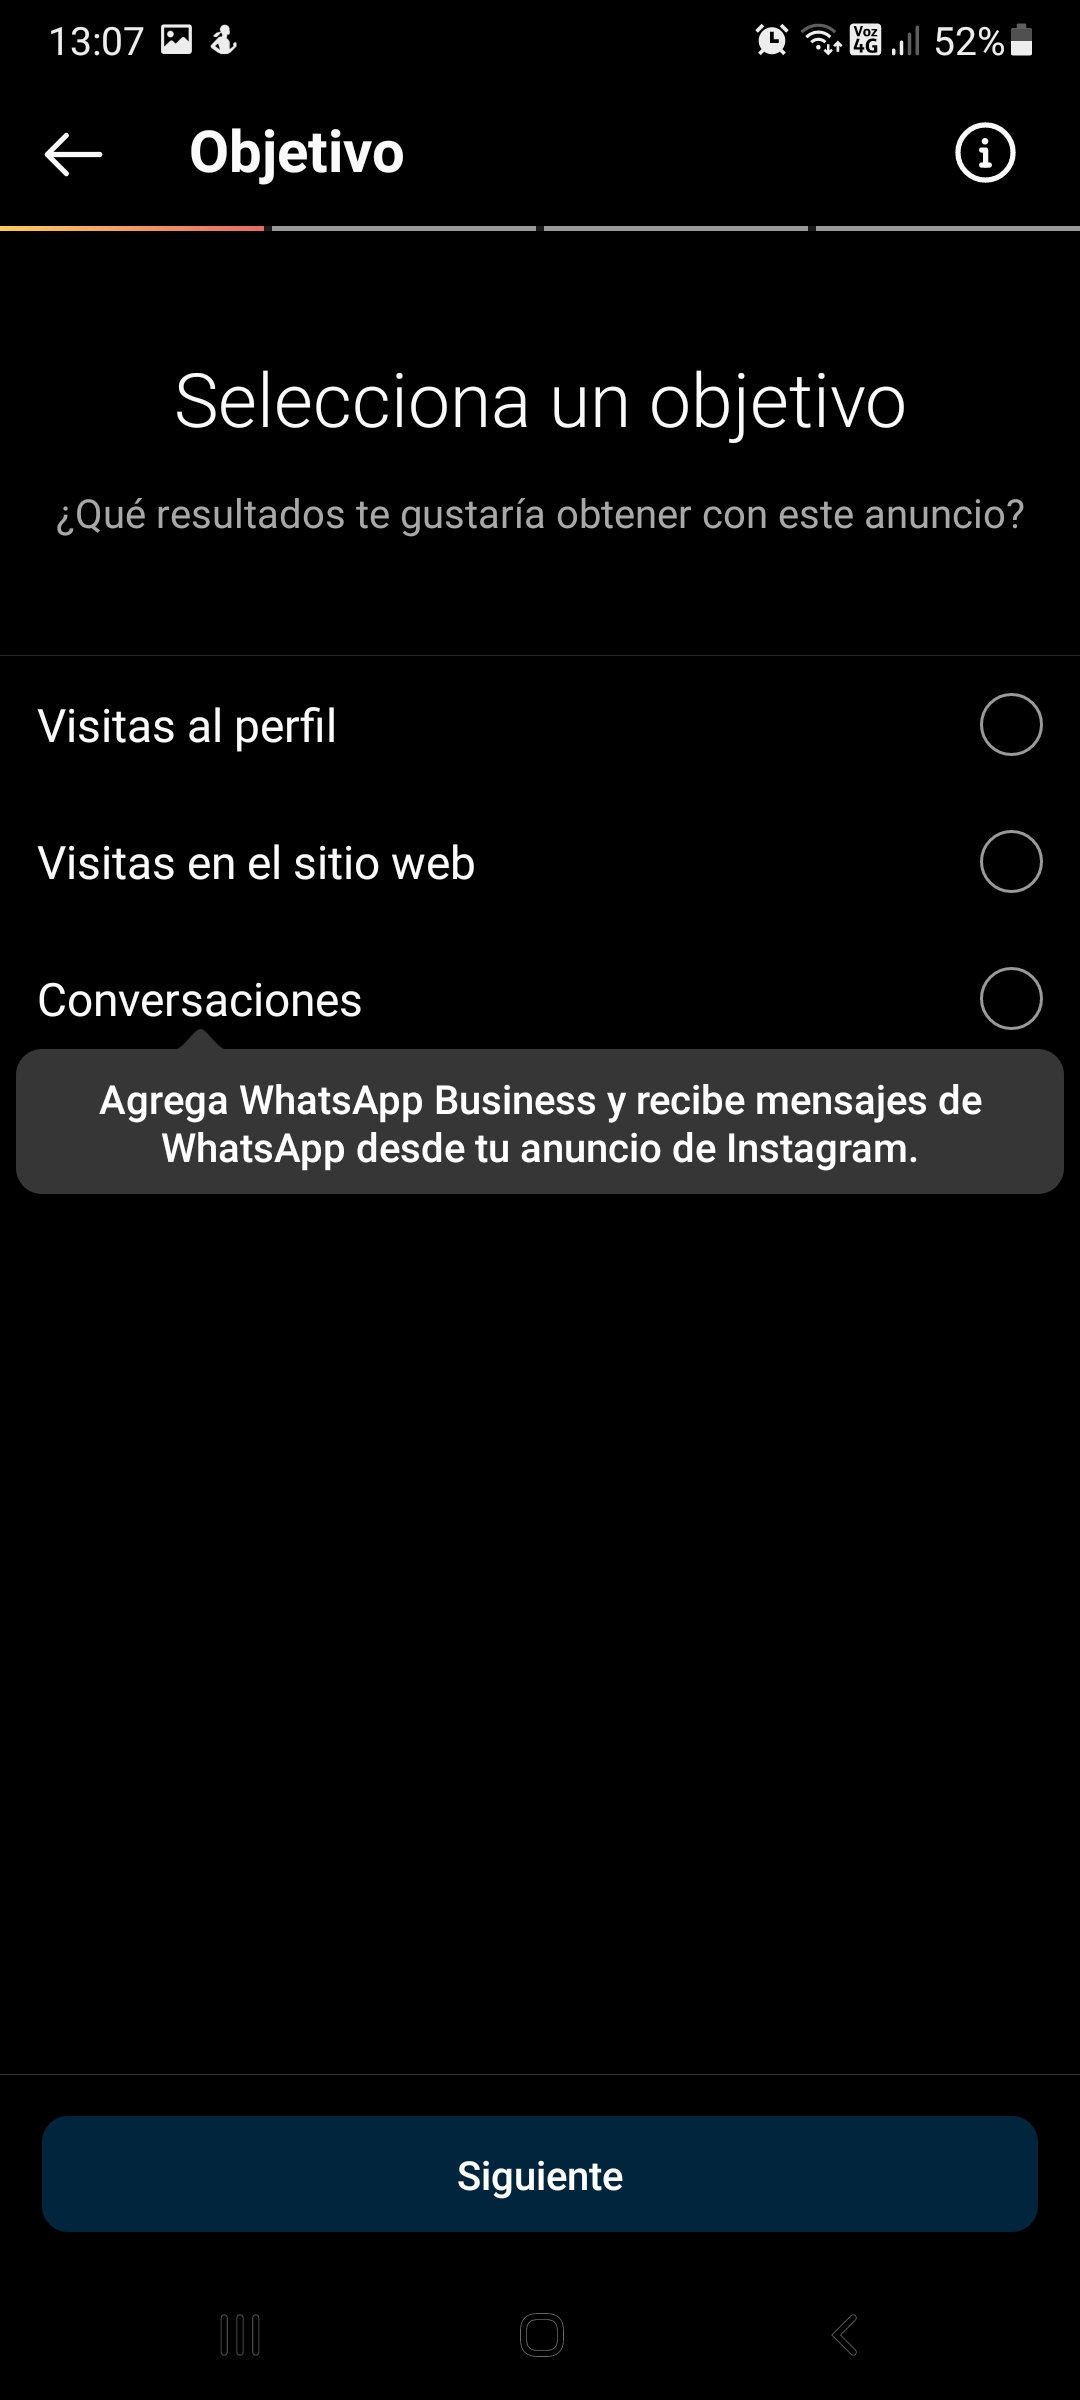 13:07
Voz 4G 52%
Objetivo
Selecciona un objetivo
¿Qué resultados te gustaría obtener con este anuncio?
Visitas al perfil
Visitas en el sitio web
Conversaciones
Agrega WhatsApp Business y recibe mensajes de
WhatsApp desde tu anuncio de Instagram.
Siguiente